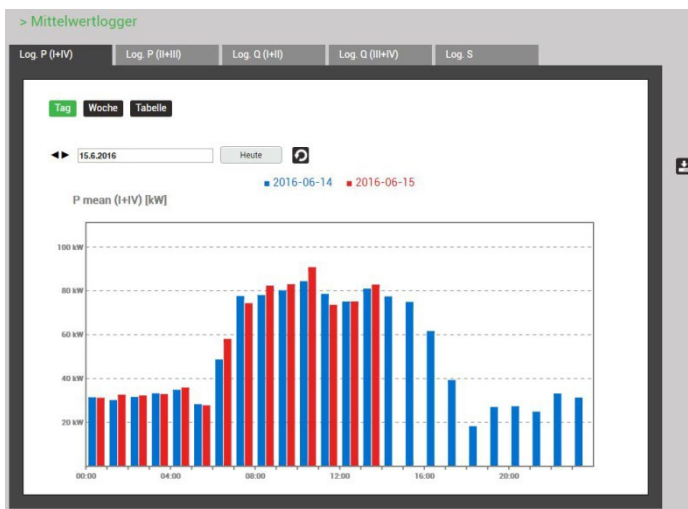 > Mittelwertlogger
Log. P (I+IV) Log. P (II+III) Log. Q (I+II) Log. Q (III+IV) Log. S
Tag Woche Tabelle
15.6.2016 Heute
2016-06-14 2016-06-15
P mean (I+IV) [kW]
100 kW
80 kW
60 kW
40 kW
20 kW
00:00 04:00 08:00 12:00 16:00 20:00